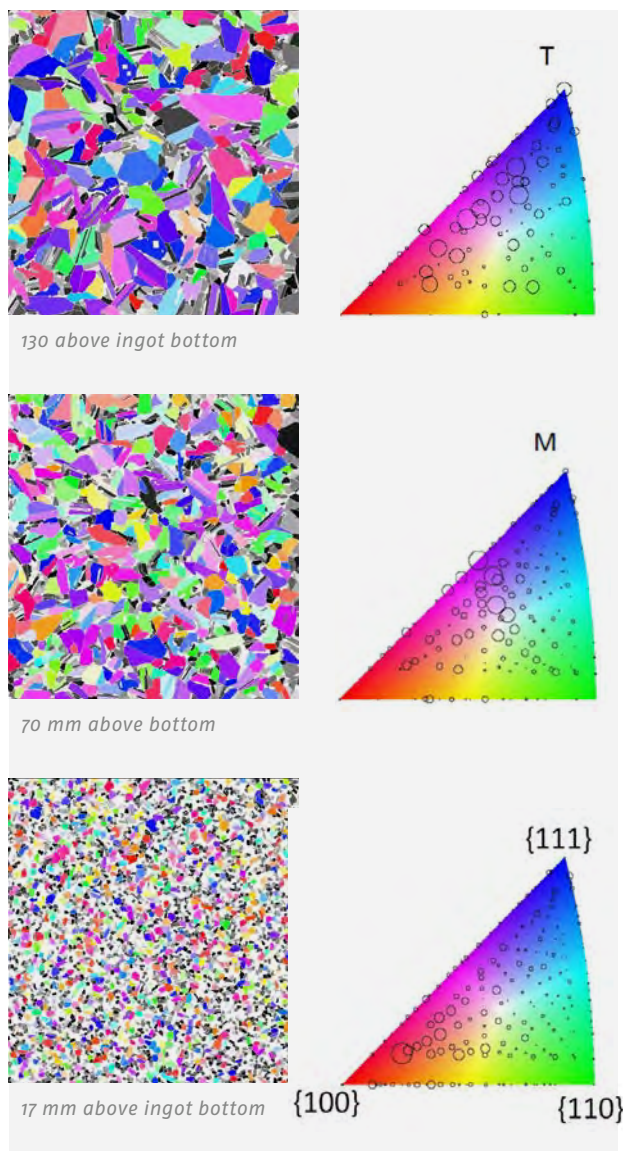 T
130 above ingot bottom
M
70 mm above bottom
{111}
17 mm above ingot bottom
{100}
{110}